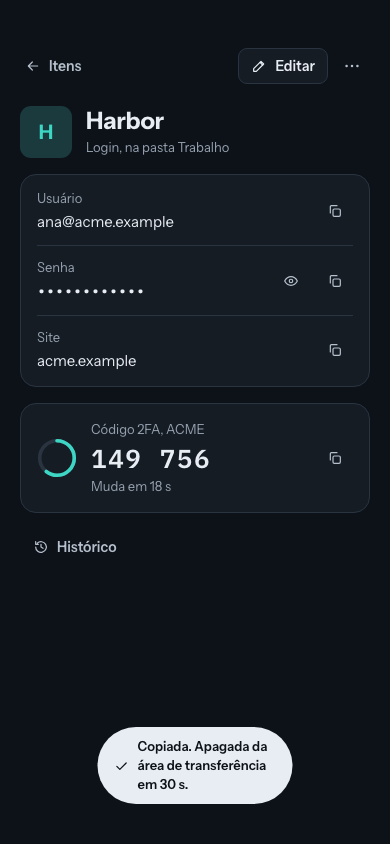 Itens
Editar
H
Harbor
Login, na pasta Trabalho
Usuário
ana@acme.example
Senha
•••••••••••
Site
acme.example
Código 2FA, ACME
149 756
Muda em 18 s
Histórico
Copiada. Apagada da
área de transferência
em 30 s.